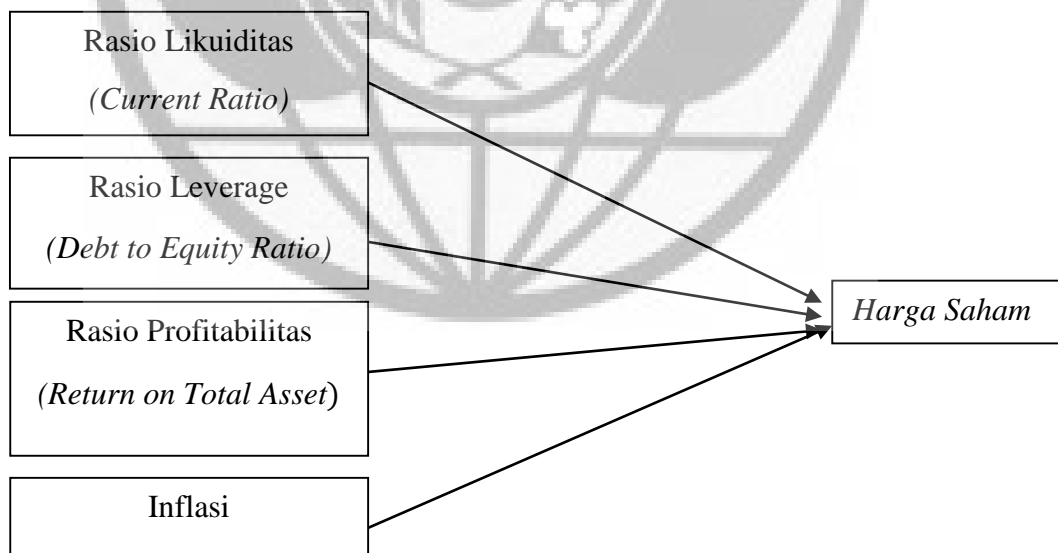 Rasio Likuiditas
(Current Ratio)
Rasio Leverage
(Debt to Equity Ratio)
Rasio Profitabilitas
(Return on Total Asset)
Inflasi
Harga Saham